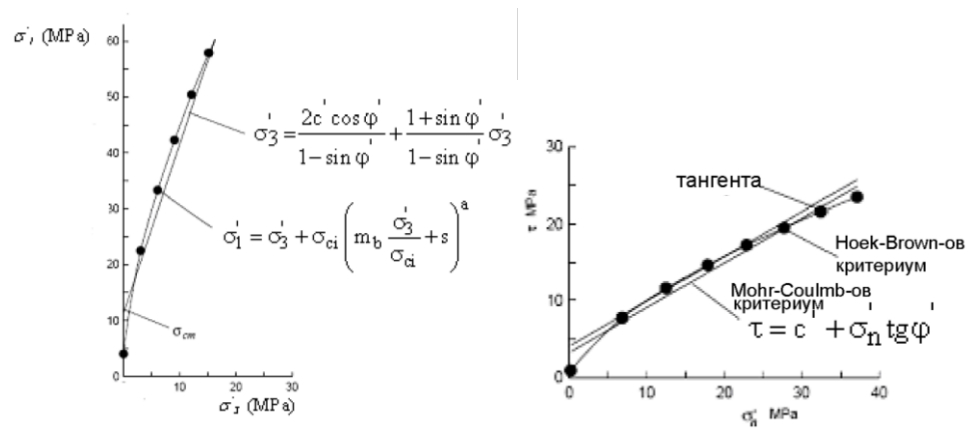 σ'₁ (MPa)
60
50
40
30
20
10
0
0 10 20 30
σ'₃ (MPa)
σ'₃ = 2c' cos φ' / (1 − sin φ') + (1 + sin φ') / (1 − sin φ') σ'₃
σ'₁ = σ'₃ + σci (mb σ'₃ / σci + s)ᵃ
σcm
30
20
10
0
τ MPa
0 10 20 30 40
σ'n MPa
тангента
Hoek-Brown-ов
критериум
Mohr-Coulmb-ов
критериум
τ = c' + σ'n tg φ'